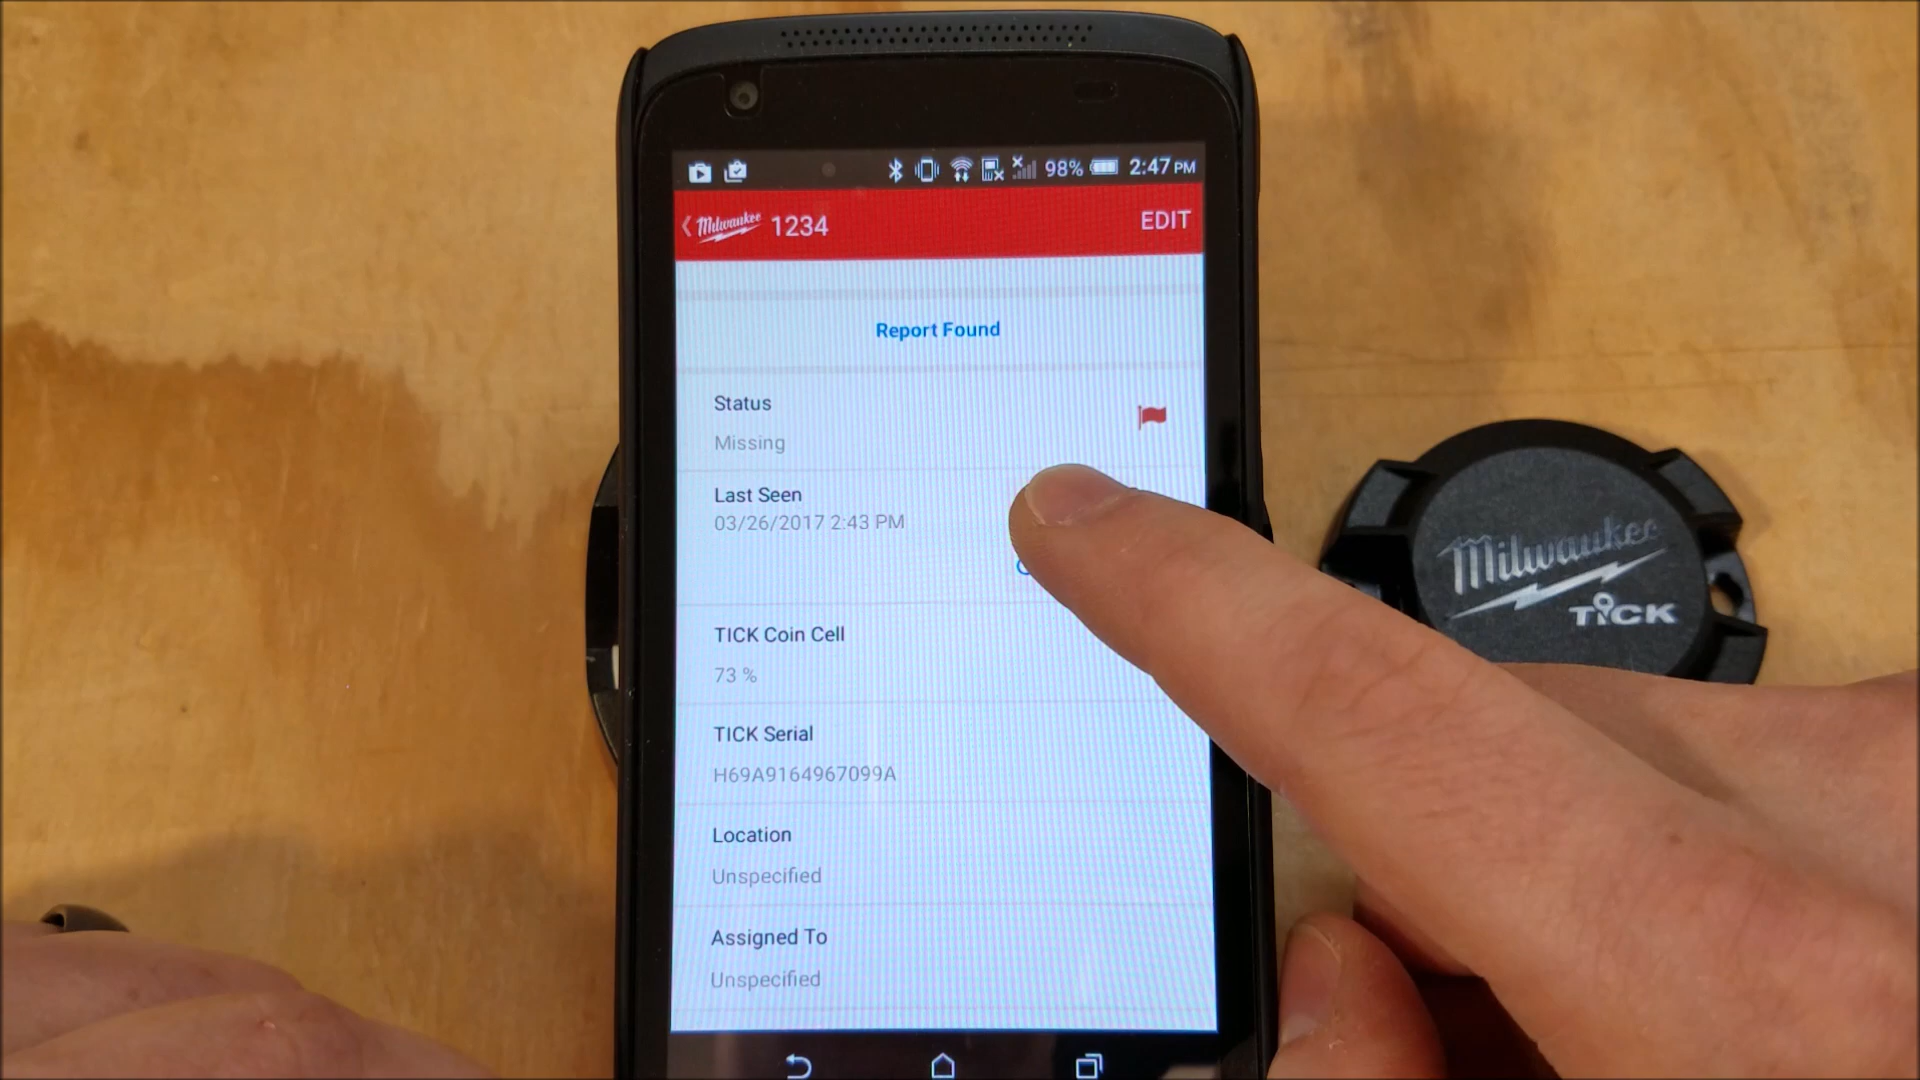 98% 2:47 PM
Milwaukee 1234 EDIT
Report Found
Status
Missing
Last Seen
03/26/2017 2:43 PM
TICK Coin Cell
73 %
TICK Serial
H69A9164967099A
Location
Unspecified
Assigned To
Unspecified
Milwaukee
TICK